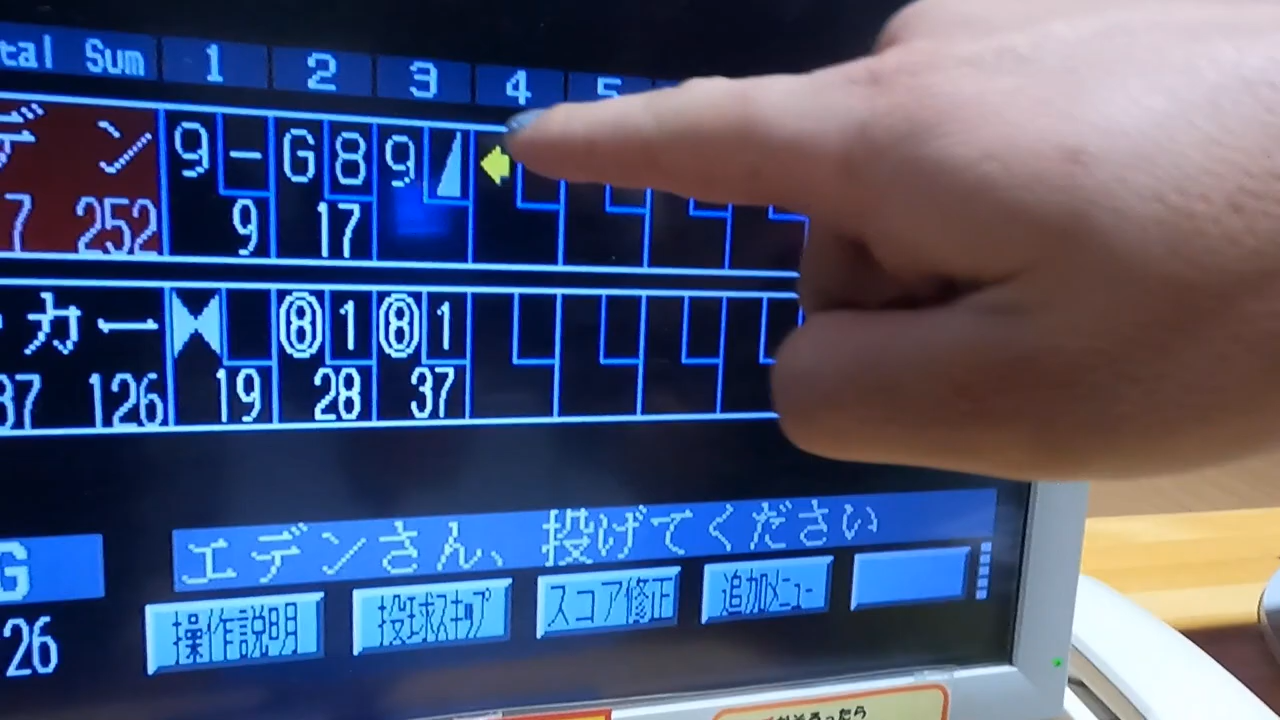 Sum 1 2 3 4 5
デン 9 - G 8 9
7 252 9 17
カー ⑧ 1 ⑧ 1
37 126 19 28 37
エデンさん、投げてください
G
操作説明 投球スキップ スコア修正 追加メニュー
26